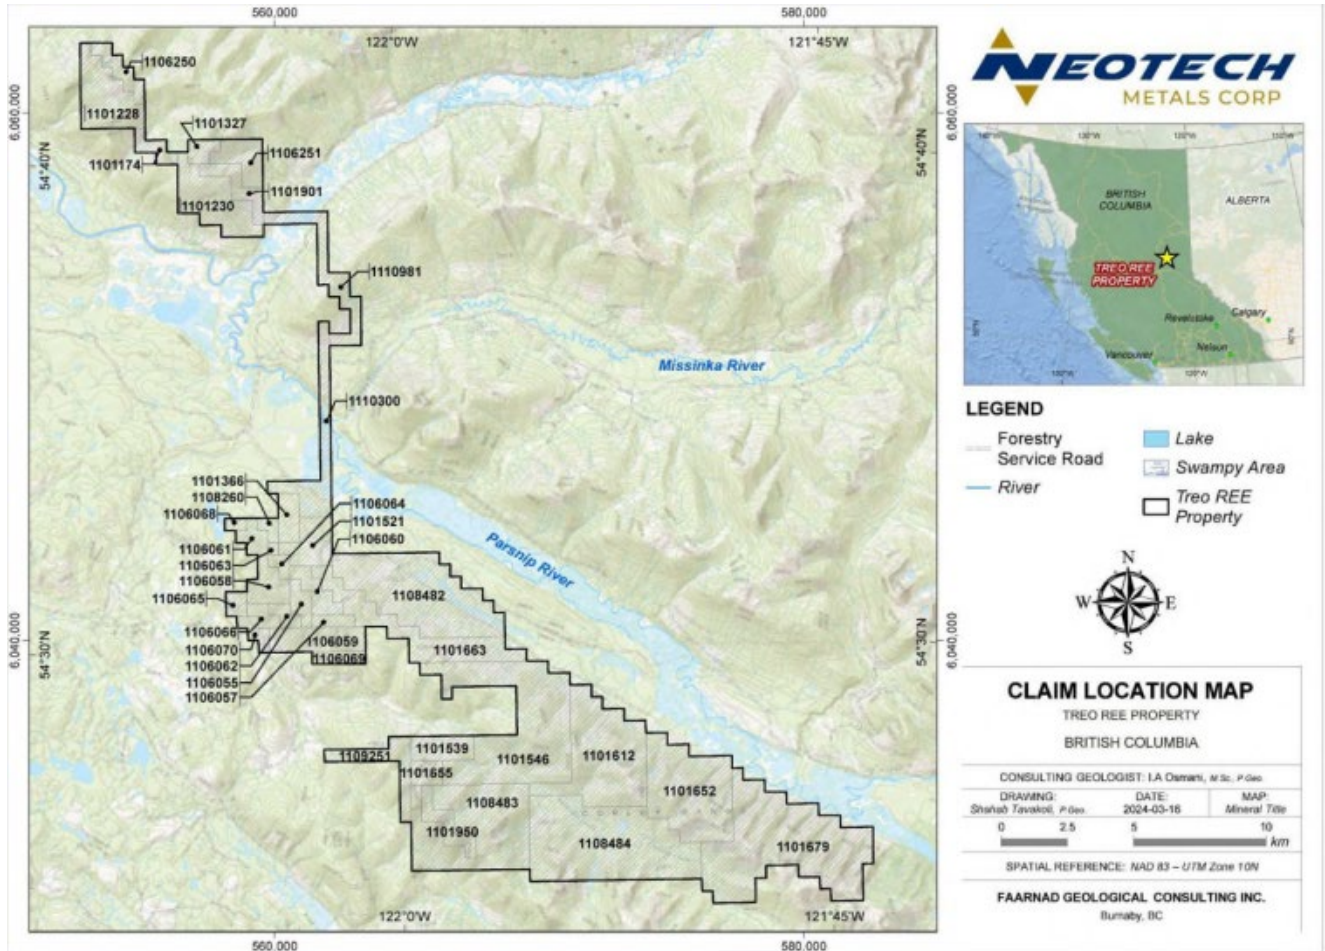 560,000
580,000
122°0'W
121°45'W
6,060,000
54°40'N
6,040,000
54°30'N
1106250
1101228
1101327
1101174
1106251
1101901
1101230
1110981
Missinka River
1110300
1101366
1108260
1106068
1106064
1101521
1106060
1106061
1106063
1106058
1106065
Parsnip River
1108482
1106066
1106070
1106062
1106055
1106057
1106059
1106069
1101663
1109251
1101539
1101655
1101546
1101612
1101652
1108483
1101950
1108484
1101679
122°0'W
121°45'W
560,000
580,000
54°40'N
6,060,000
54°30'N
6,040,000
NEOTECH
METALS CORP
130°W
120°W
110°W
BRITISH
COLUMBIA
ALBERTA
TREO REE
PROPERTY
Revelstoke
Calgary
Vancouver
Nelson
120°W
LEGEND
Forestry
Service Road
River
Lake
Swampy Area
Treo REE
Property
N
W E
S
CLAIM LOCATION MAP
TREO REE PROPERTY
BRITISH COLUMBIA
CONSULTING GEOLOGIST: I.A Osmani, M.Sc., P.Geo.
DRAWING: DATE: MAP:
Shahab Tavakoli, P.Geo. 2024-03-16 Mineral Title
0 2.5 5 10
km
SPATIAL REFERENCE: NAD 83 – UTM Zone 10N
FAARNAD GEOLOGICAL CONSULTING INC.
Burnaby, BC